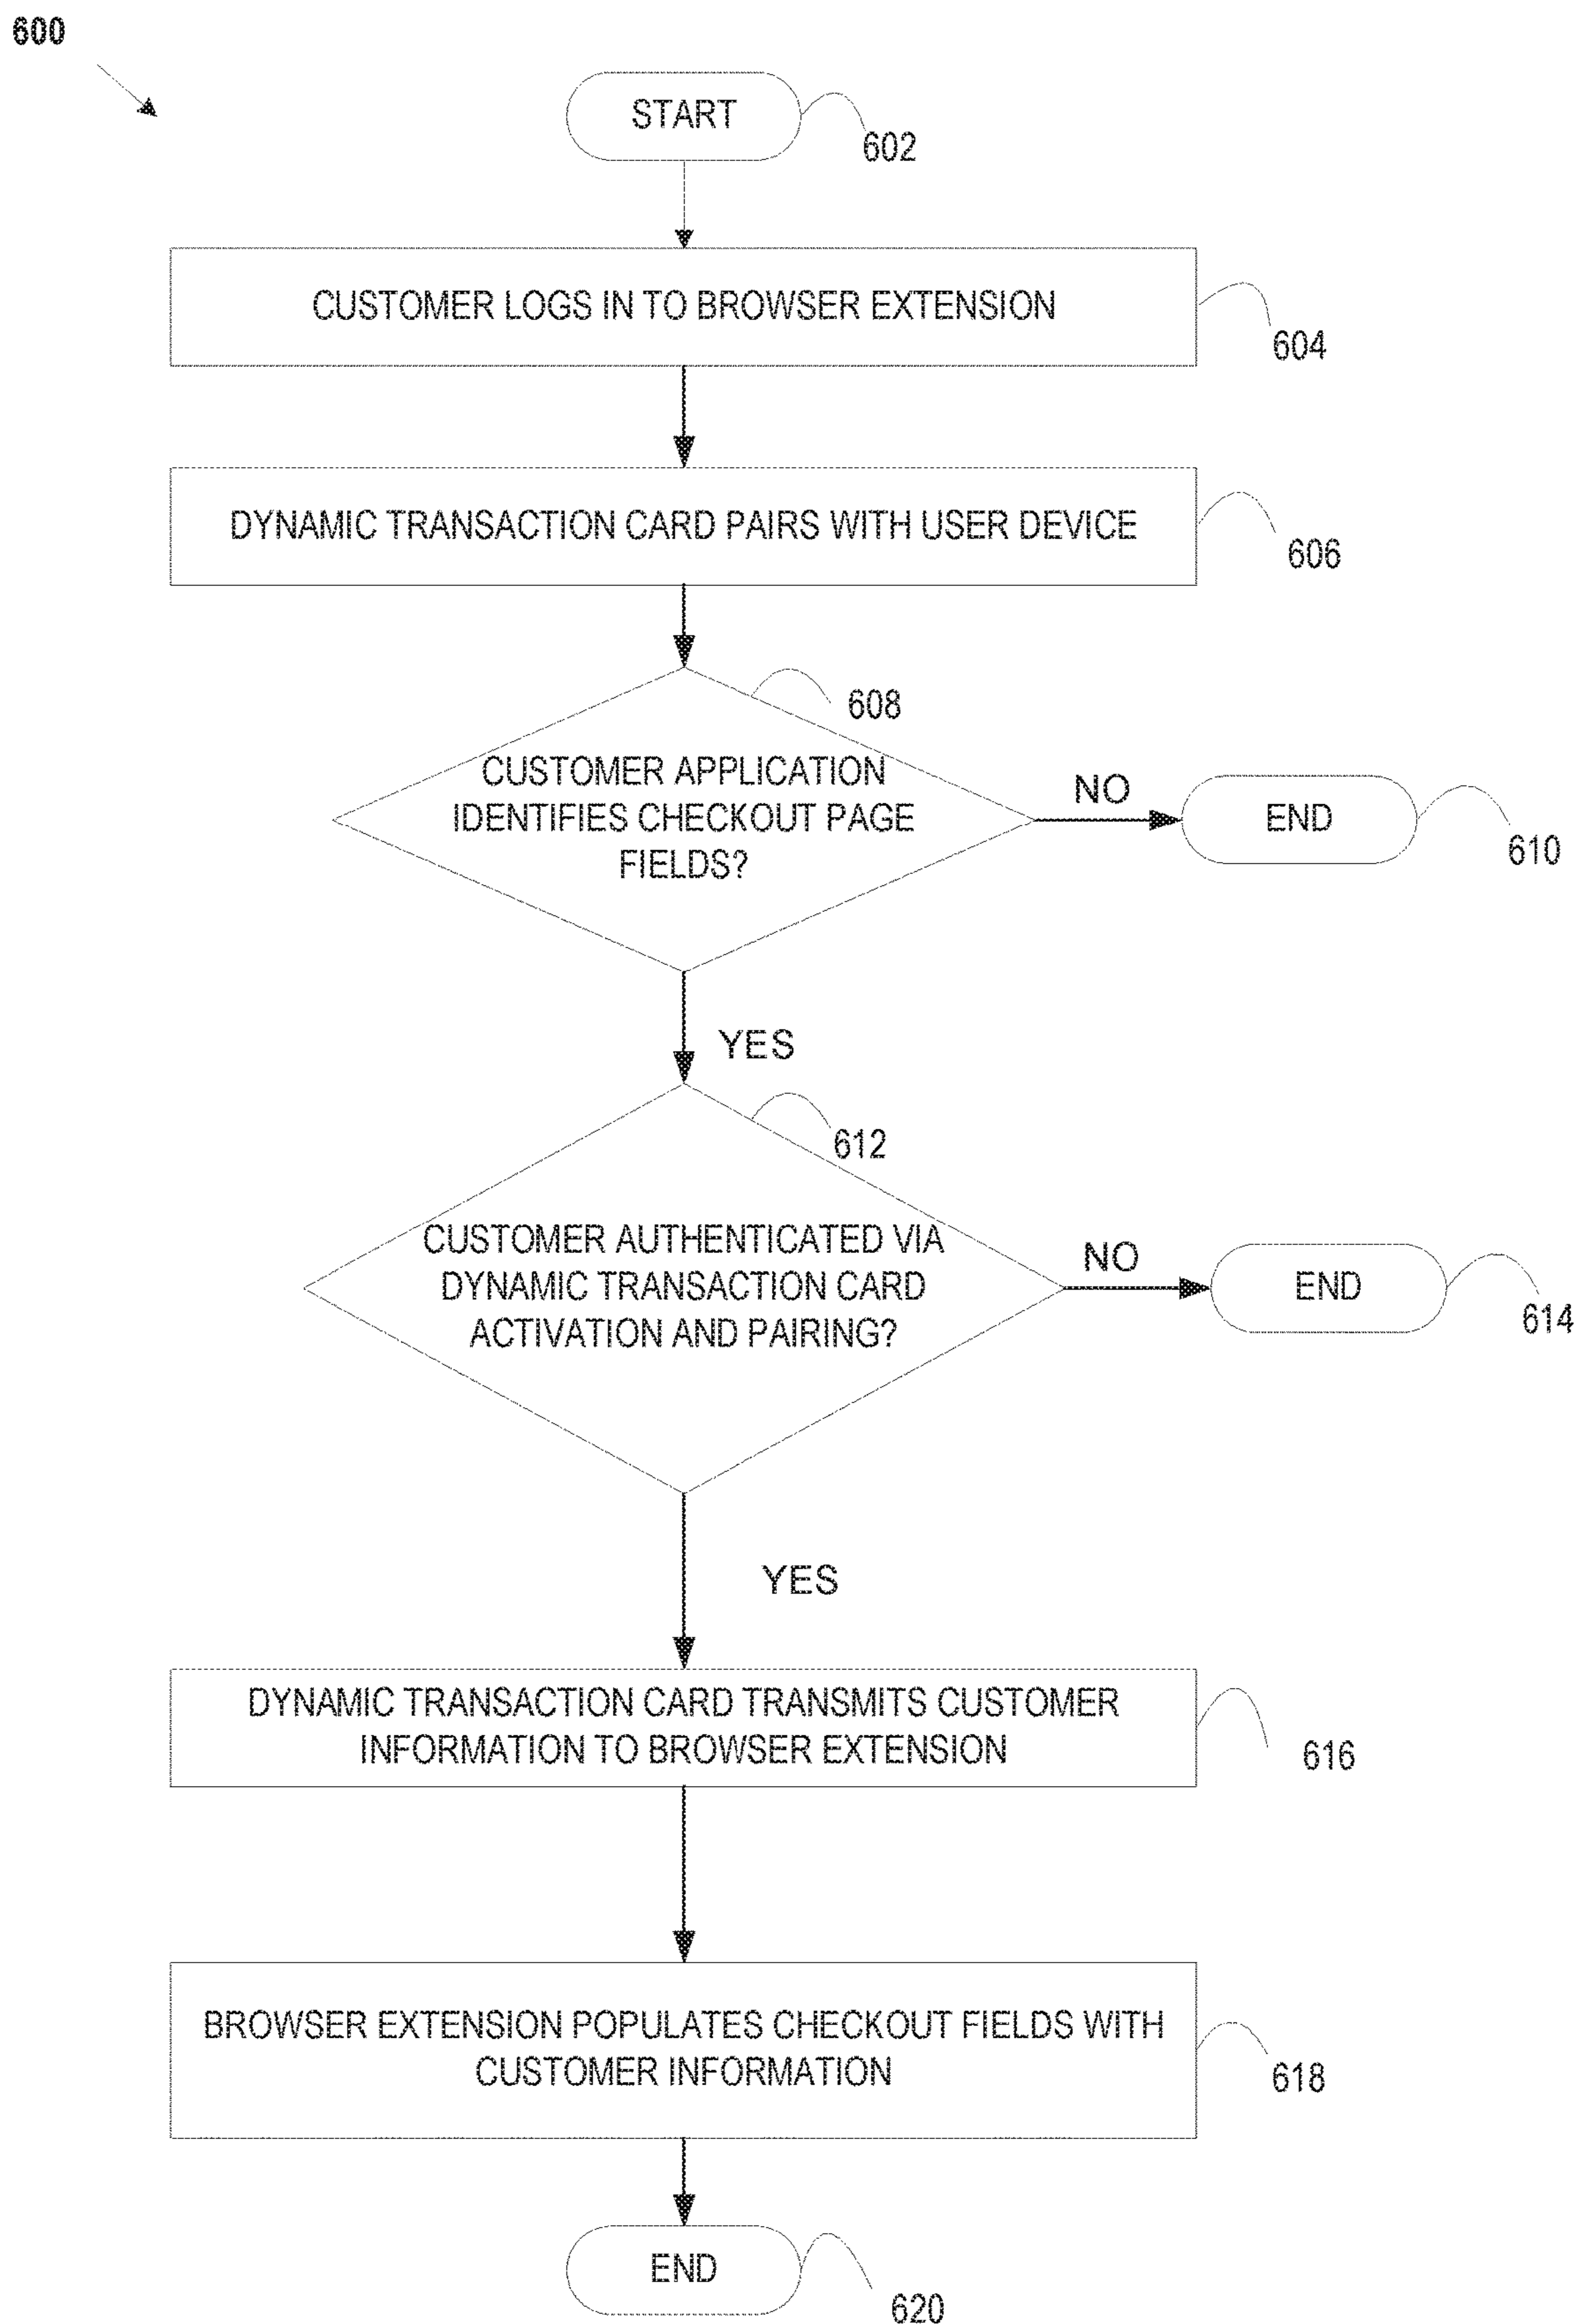 600
START
602
CUSTOMER LOGS IN TO BROWSER EXTENSION
604
DYNAMIC TRANSACTION CARD PAIRS WITH USER DEVICE
606
608
CUSTOMER APPLICATION
IDENTIFIES CHECKOUT PAGE
FIELDS?
NO
END
610
YES
612
CUSTOMER AUTHENTICATED VIA
DYNAMIC TRANSACTION CARD
ACTIVATION AND PAIRING?
NO
END
614
YES
DYNAMIC TRANSACTION CARD TRANSMITS CUSTOMER
INFORMATION TO BROWSER EXTENSION
616
BROWSER EXTENSION POPULATES CHECKOUT FIELDS WITH
CUSTOMER INFORMATION
618
END
620